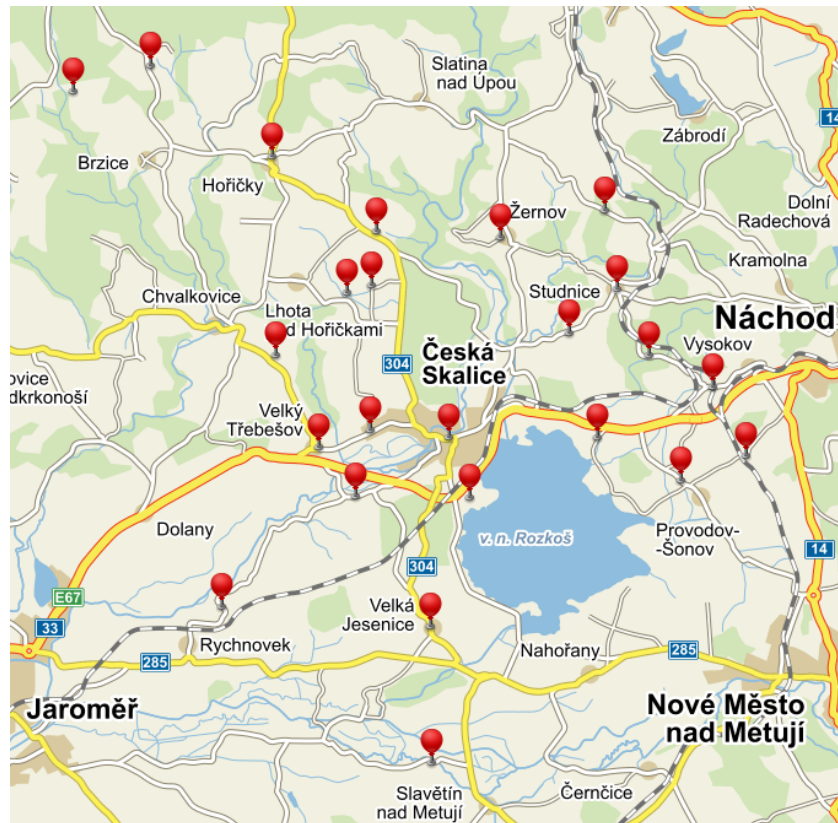 Slatina
nad Úpou
14
Zábrodí
Brzice
Hořičky
Žernov
Dolní
Radechová
Kramolna
Chvalkovice
Studnice
Lhota
d Hořičkami
Náchod
Vysokov
304
Česká
Skalice
ovice
dkrkonoší
Velký
Třebešov
Dolany
v. n. Rozkoš
Provodov-
-Šonov
14
304
E67
33
Velká
Jesenice
Rychnovek
285
Nahořany
285
Jaroměř
Nové Město
nad Metují
Slavětín
nad Metují
Černčice